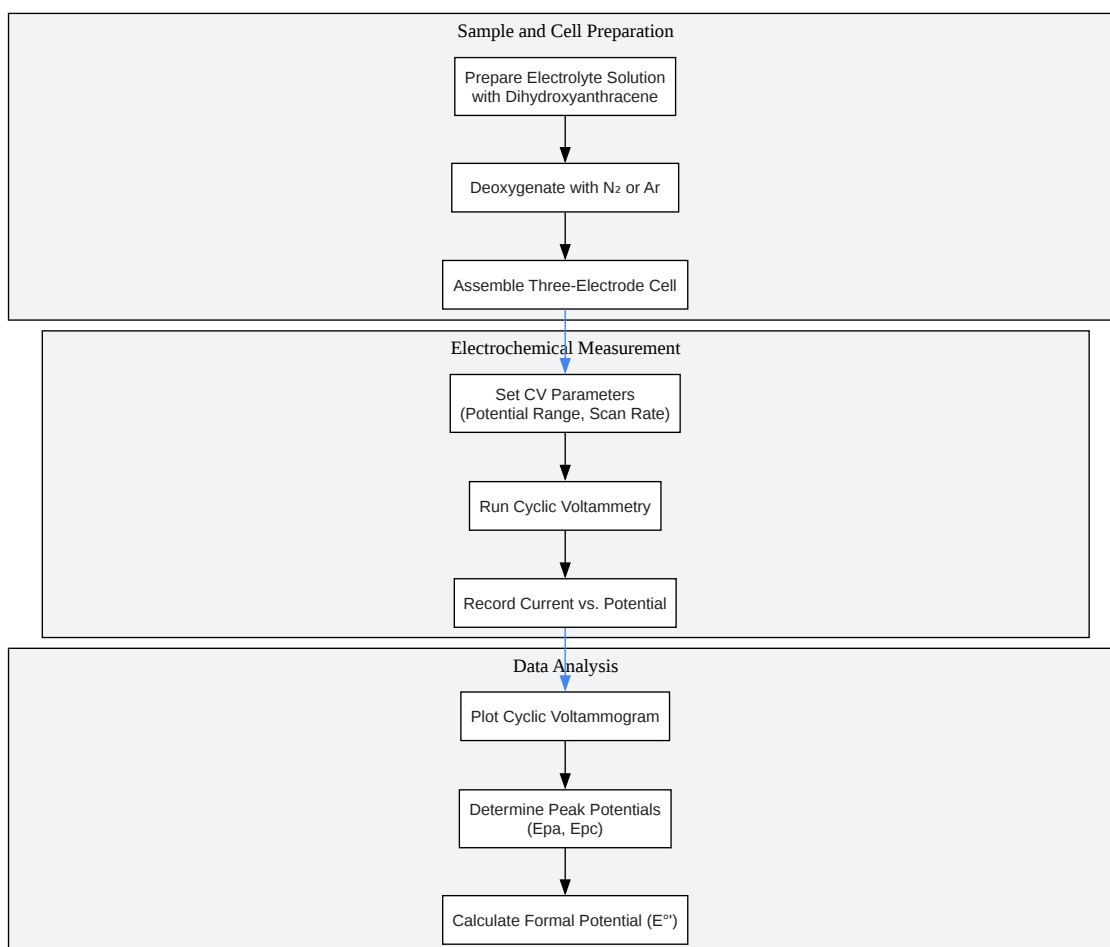 Sample and Cell Preparation
Prepare Electrolyte Solution
with Dihydroxyanthracene
Deoxygenate with N₂ or Ar
Assemble Three-Electrode Cell
Electrochemical Measurement
Set CV Parameters
(Potential Range, Scan Rate)
Run Cyclic Voltammetry
Record Current vs. Potential
Data Analysis
Plot Cyclic Voltammogram
Determine Peak Potentials
(Epa, Epc)
Calculate Formal Potential (E°')